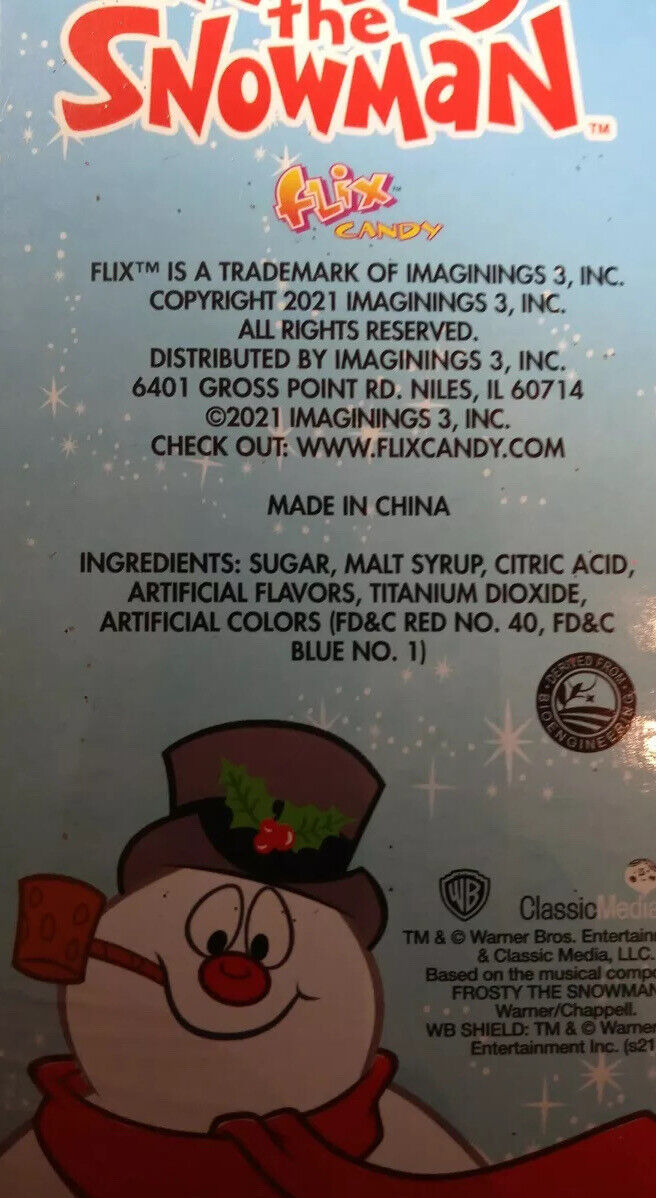 the
SNOWMAN TM
FLiX
CANDY
FLIX™ IS A TRADEMARK OF IMAGININGS 3, INC.
COPYRIGHT 2021 IMAGININGS 3, INC.
ALL RIGHTS RESERVED.
DISTRIBUTED BY IMAGININGS 3, INC.
6401 GROSS POINT RD. NILES, IL 60714
©2021 IMAGININGS 3, INC.
CHECK OUT: WWW.FLIXCANDY.COM
MADE IN CHINA
INGREDIENTS: SUGAR, MALT SYRUP, CITRIC ACID,
ARTIFICIAL FLAVORS, TITANIUM DIOXIDE,
ARTIFICIAL COLORS (FD&C RED NO. 40, FD&C
BLUE NO. 1)
DERIVED FROM
BIOENGINEERING
WB
ClassicMedia
TM & © Warner Bros. Entertain
& Classic Media, LLC.
Based on the musical comp
FROSTY THE SNOWMAN
Warner/Chappell.
WB SHIELD: TM & © Warner
Entertainment Inc. (s21